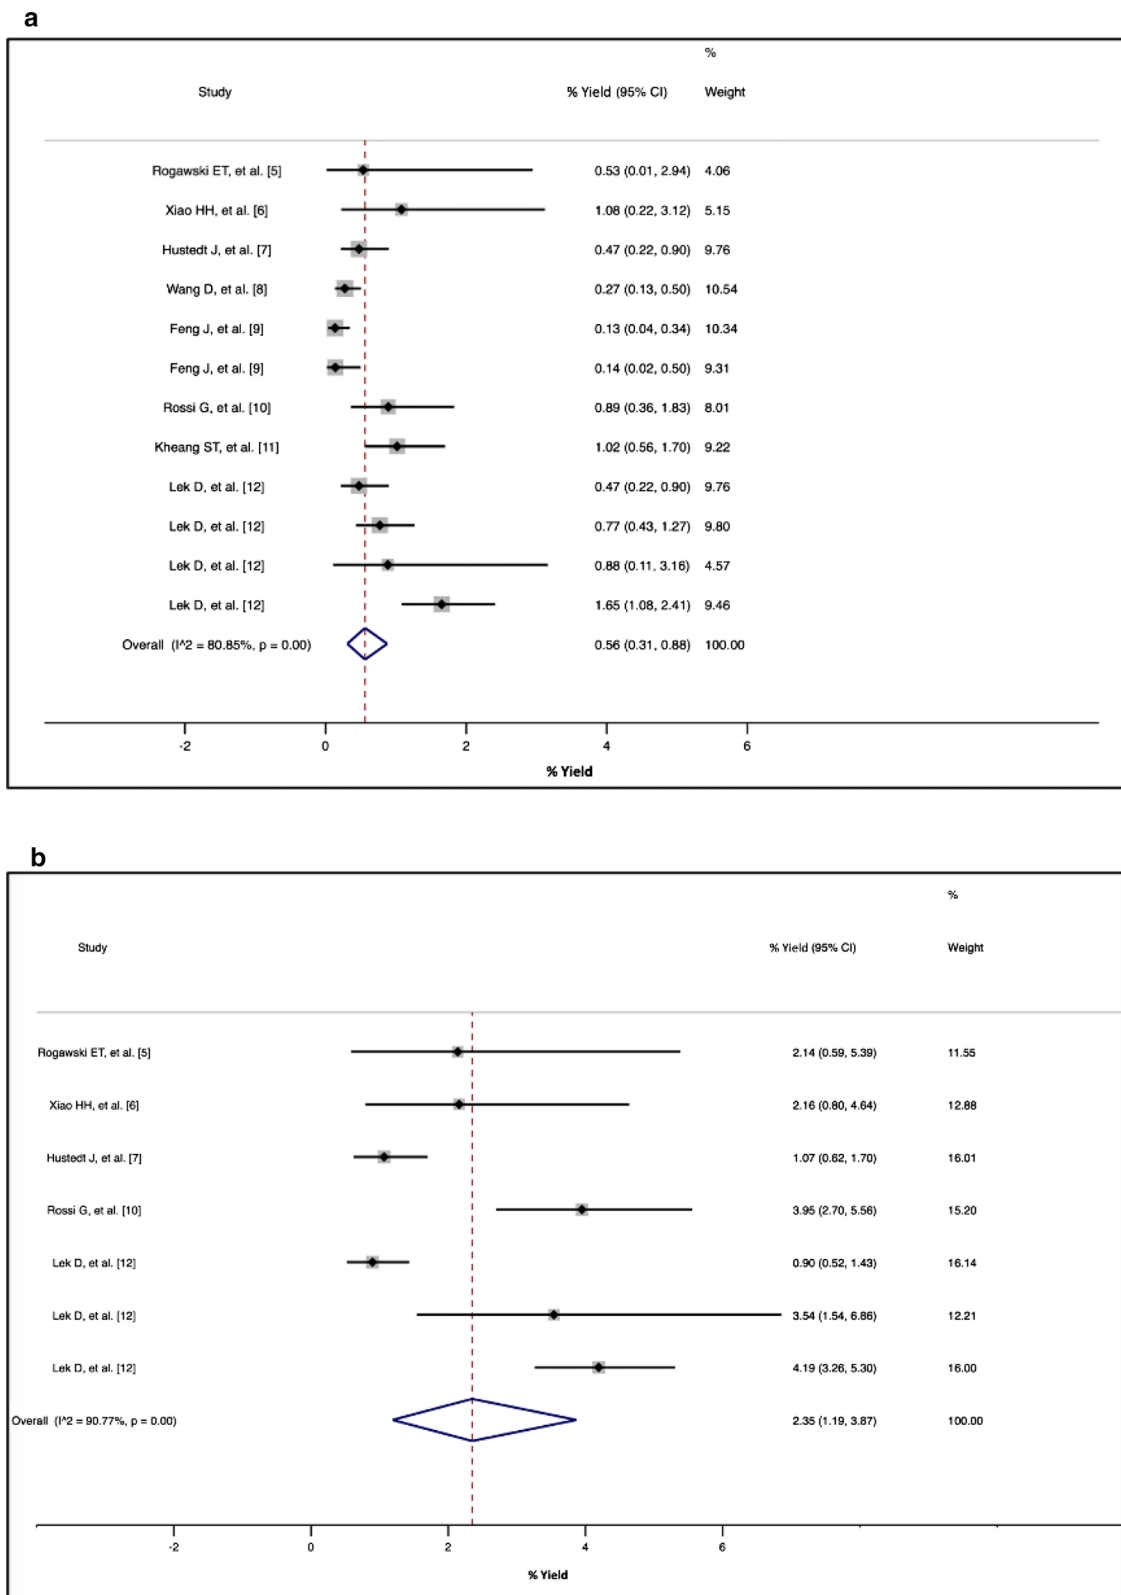 a
%
Study % Yield (95% CI) Weight
Rogawski ET, et al. [5] 0.53 (0.01, 2.94) 4.06
Xiao HH, et al. [6] 1.08 (0.22, 3.12) 5.15
Hustedt J, et al. [7] 0.47 (0.22, 0.90) 9.76
Wang D, et al. [8] 0.27 (0.13, 0.50) 10.54
Feng J, et al. [9] 0.13 (0.04, 0.34) 10.34
Feng J, et al. [9] 0.14 (0.02, 0.50) 9.31
Rossi G, et al. [10] 0.89 (0.36, 1.83) 8.01
Kheang ST, et al. [11] 1.02 (0.56, 1.70) 9.22
Lek D, et al. [12] 0.47 (0.22, 0.90) 9.76
Lek D, et al. [12] 0.77 (0.43, 1.27) 9.80
Lek D, et al. [12] 0.88 (0.11, 3.16) 4.57
Lek D, et al. [12] 1.65 (1.08, 2.41) 9.46
Overall (I^2 = 80.85%, p = 0.00) 0.56 (0.31, 0.88) 100.00
-2 0 2 4 6
% Yield
b
%
Study % Yield (95% CI) Weight
Rogawski ET, et al. [5] 2.14 (0.59, 5.39) 11.55
Xiao HH, et al. [6] 2.16 (0.80, 4.64) 12.88
Hustedt J, et al. [7] 1.07 (0.62, 1.70) 16.01
Rossi G, et al. [10] 3.95 (2.70, 5.56) 15.20
Lek D, et al. [12] 0.90 (0.52, 1.43) 16.14
Lek D, et al. [12] 3.54 (1.54, 6.86) 12.21
Lek D, et al. [12] 4.19 (3.26, 5.30) 16.00
Overall (I^2 = 90.77%, p = 0.00) 2.35 (1.19, 3.87) 100.00
-2 0 2 4 6
% Yield